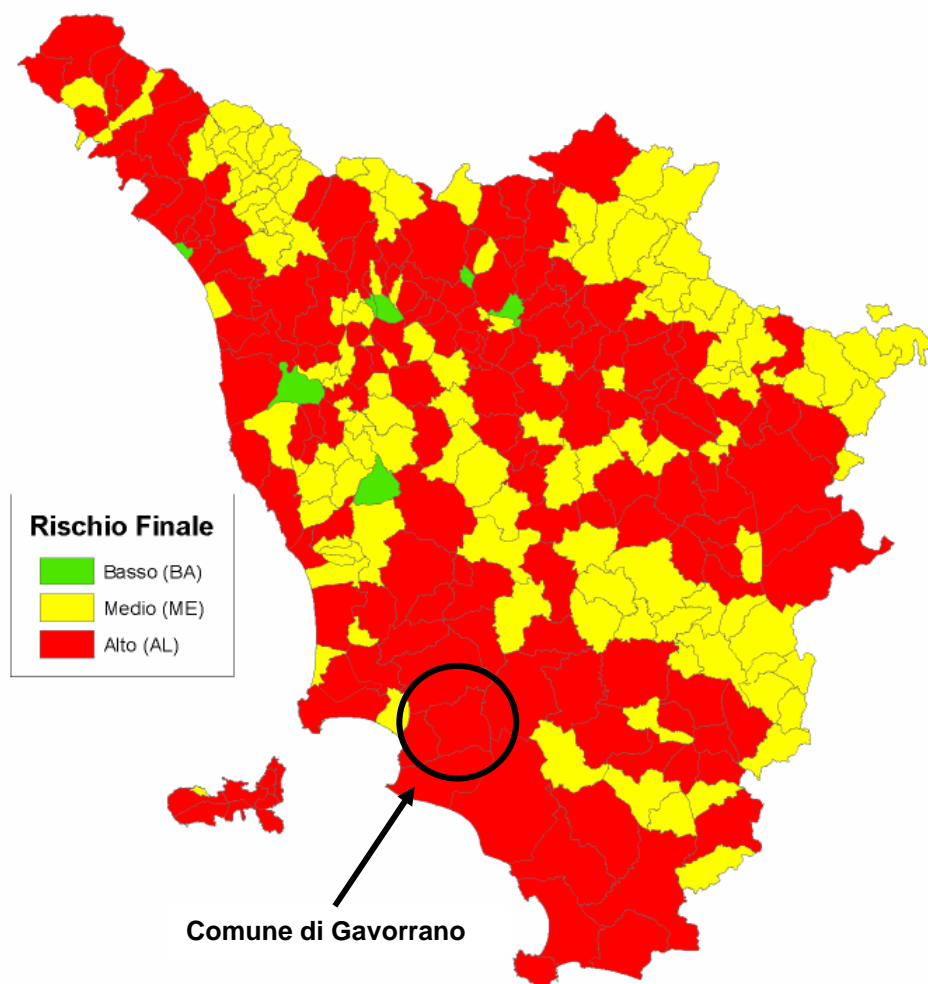 Rischio Finale
Basso (BA)
Medio (ME)
Alto (AL)
Comune di Gavorrano